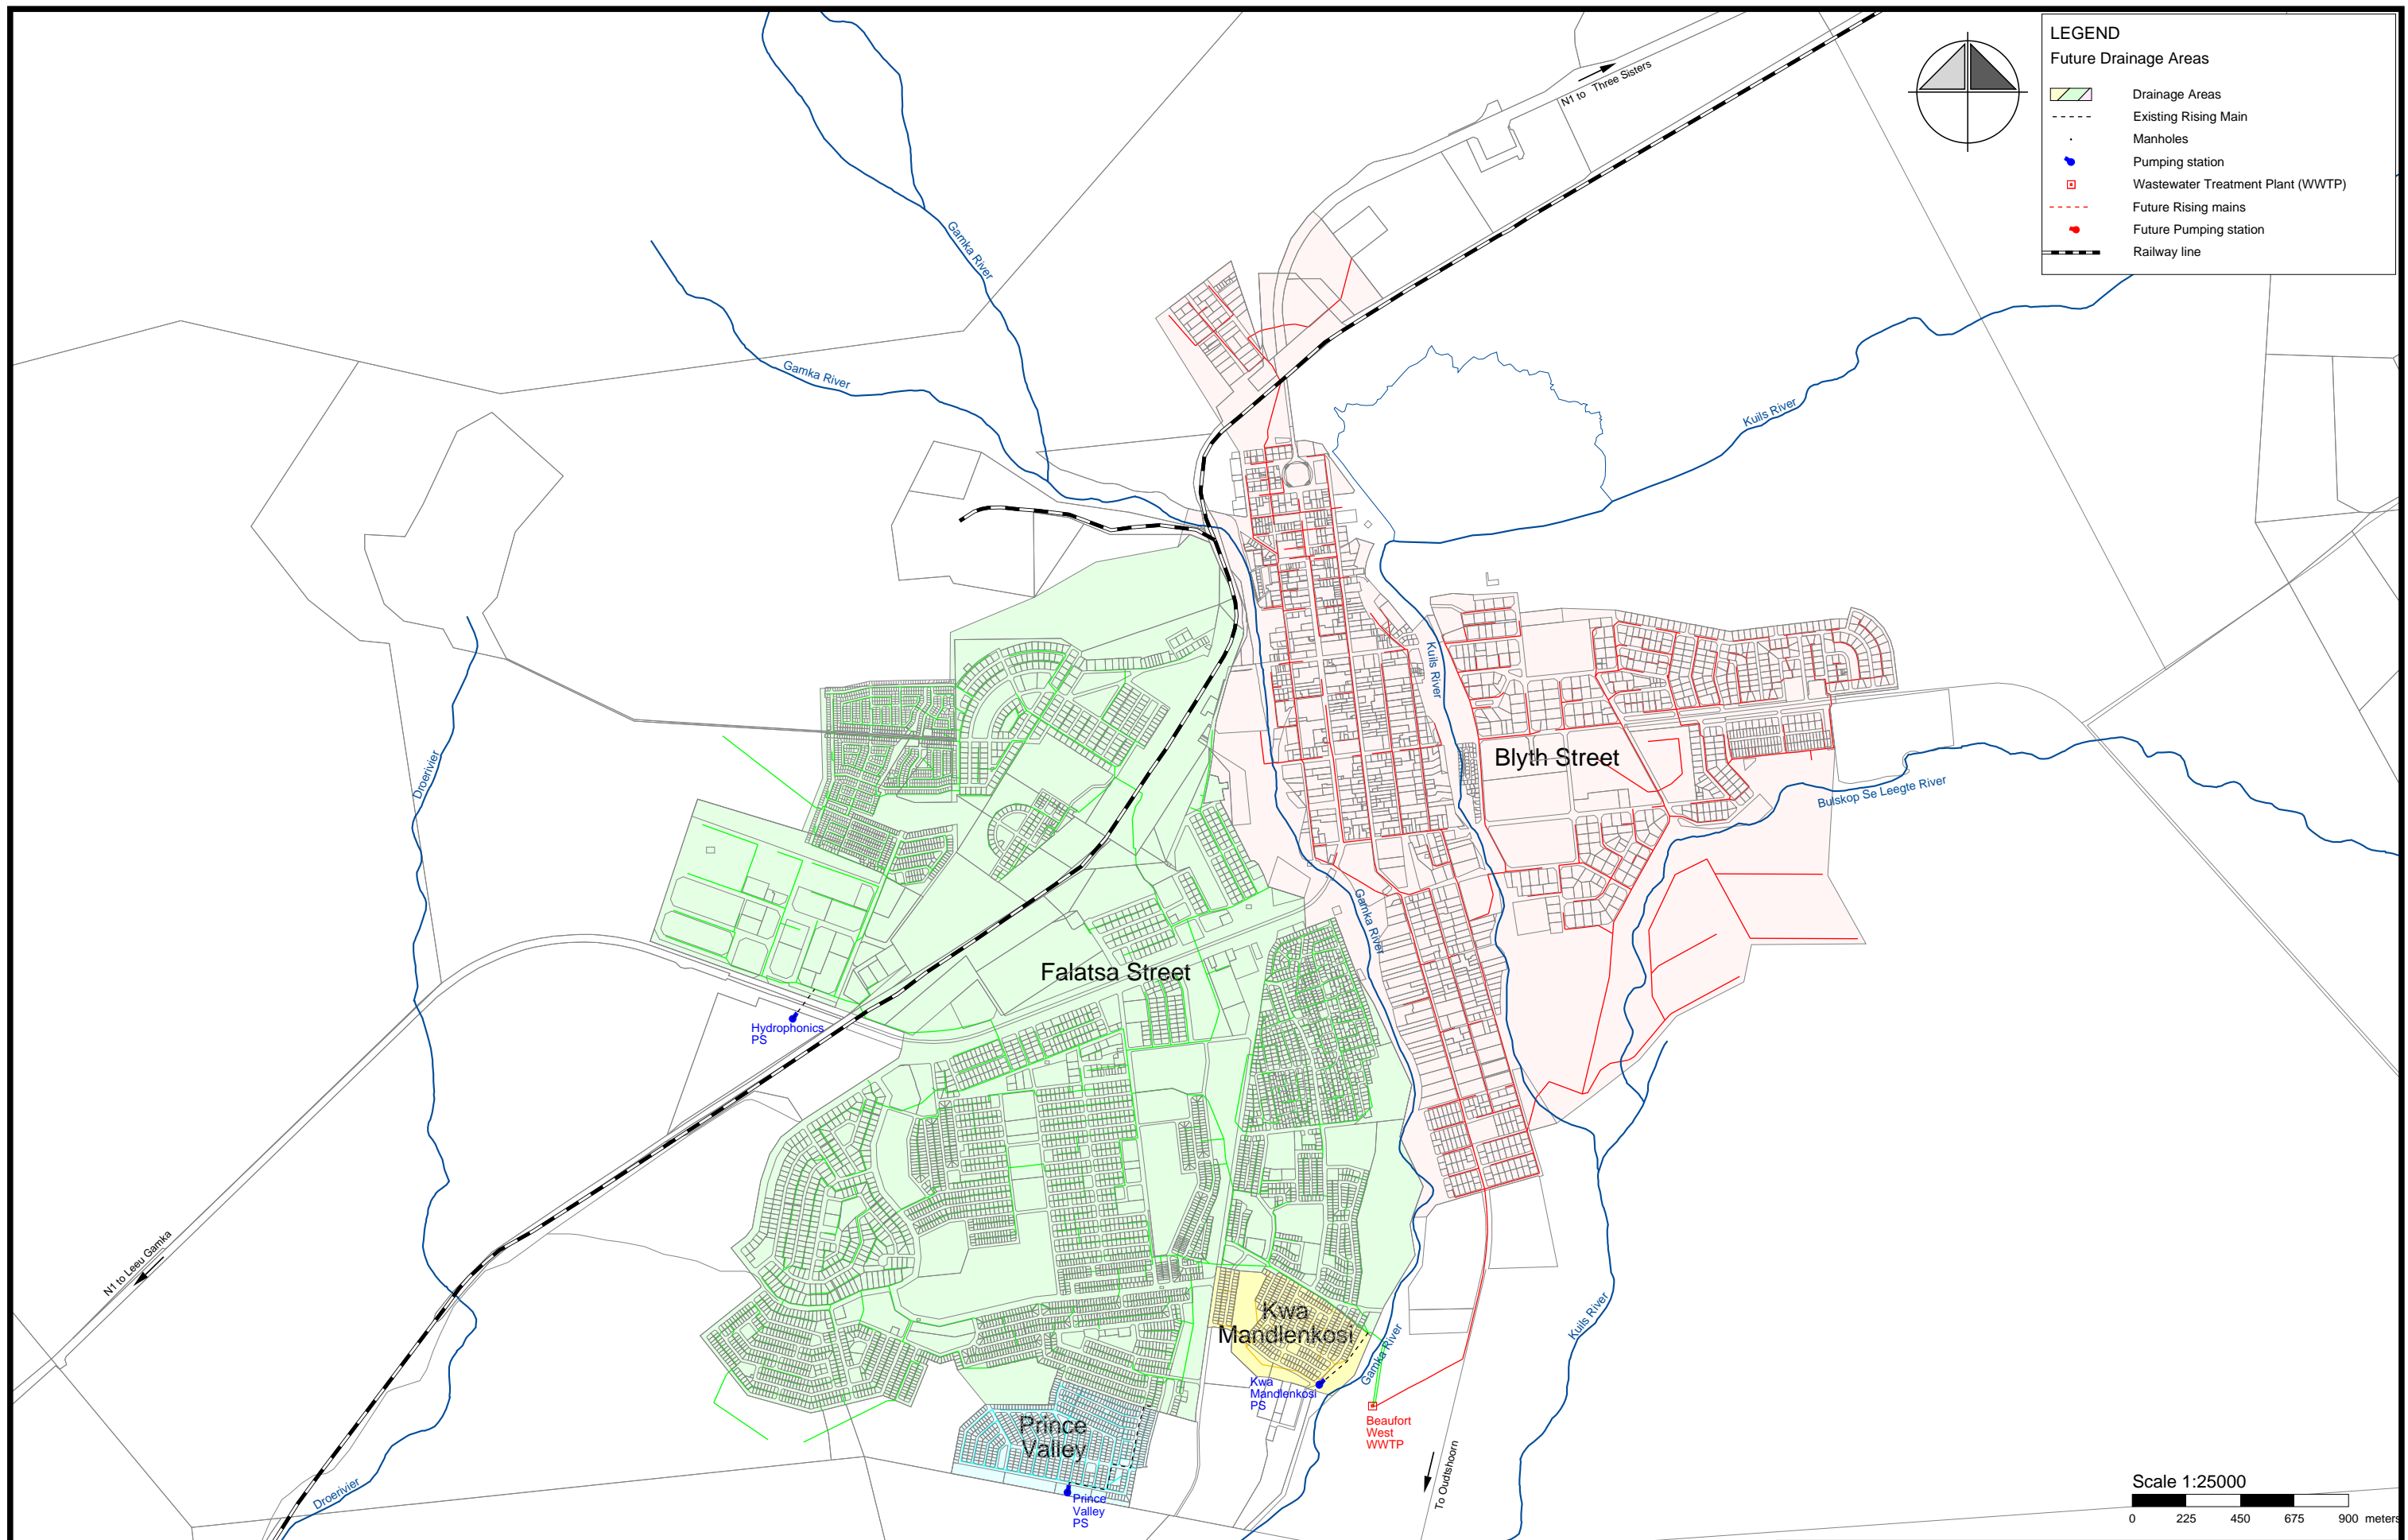 LEGEND
Future Drainage Areas
Drainage Areas
Existing Rising Main
Manholes
Pumping station
Wastewater Treatment Plant (WWTP)
Future Rising mains
Future Pumping station
Railway line
N1 to Three Sisters
Gamka River
Gamka River
Kuils River
Kuils River
Droerivier
Blyth Street
Bulskop Se Leegte River
Gamka River
Falatsa Street
Hydrophonics
PS
N1 to Leeu Gamka
Kwa
Mandlenkosi
Kuils River
Gamka River
Kwa
Mandlenkosi
PS
Beaufort
West
WWTP
Prince
Valley
To Oudtshoorn
Droerivier
Prince
Valley
PS
Scale 1:25000
0 225 450 675 900 meters